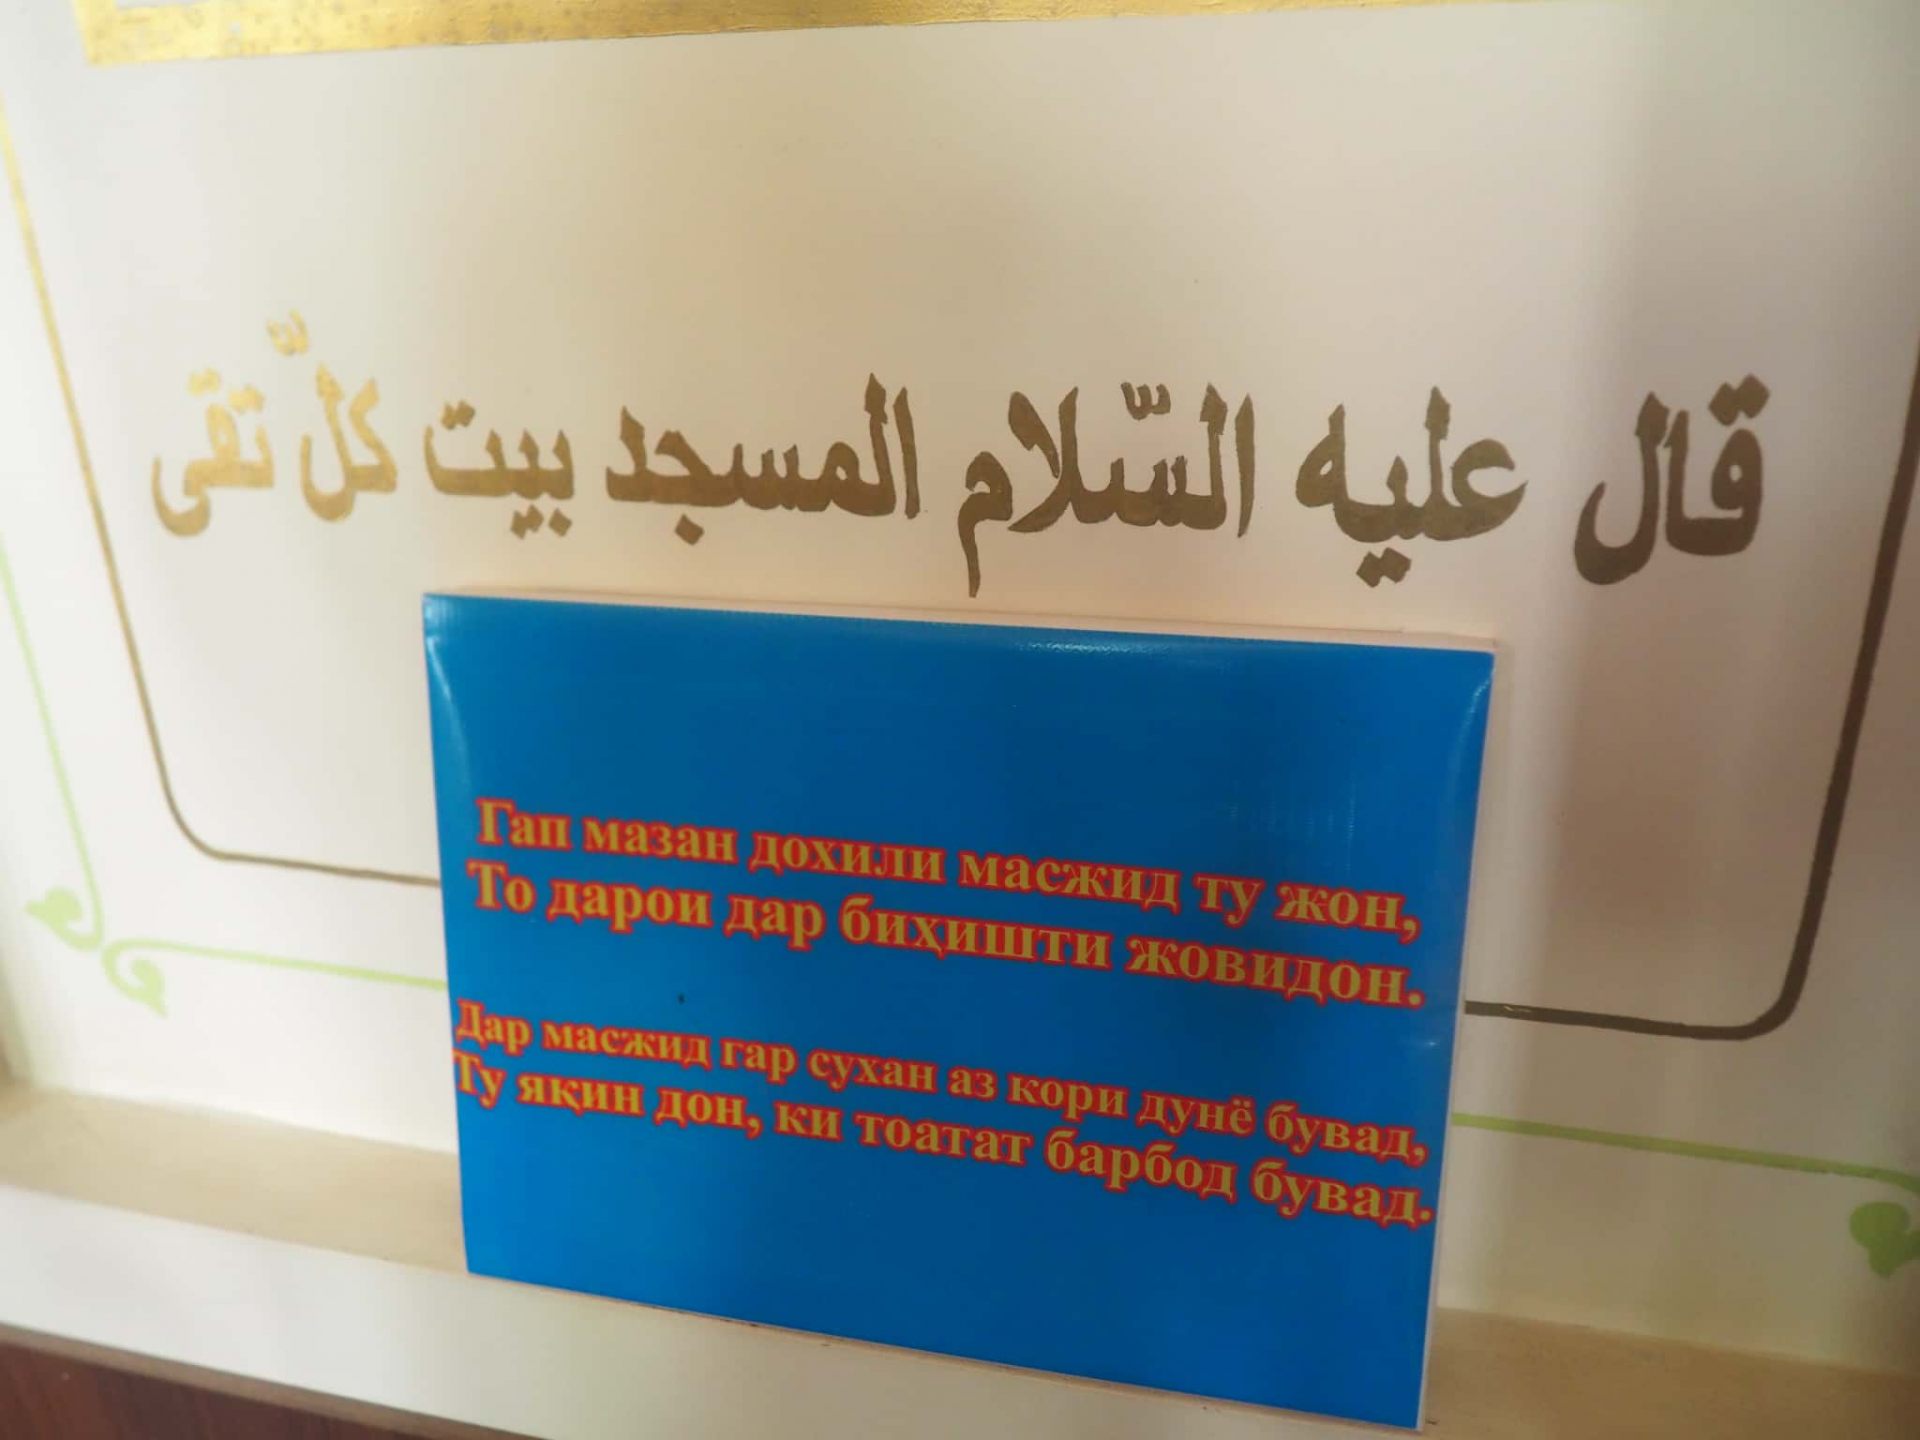 قال عليه السّلام المسجد بيت كلّ تقى
Гап мазан дохили масжид ту жон,
То дарои дар биҳишти жовидон.
Дар масжид гар сухан аз кори дунё бувад,
Ту яқин дон, ки тоатат барбод бувад.